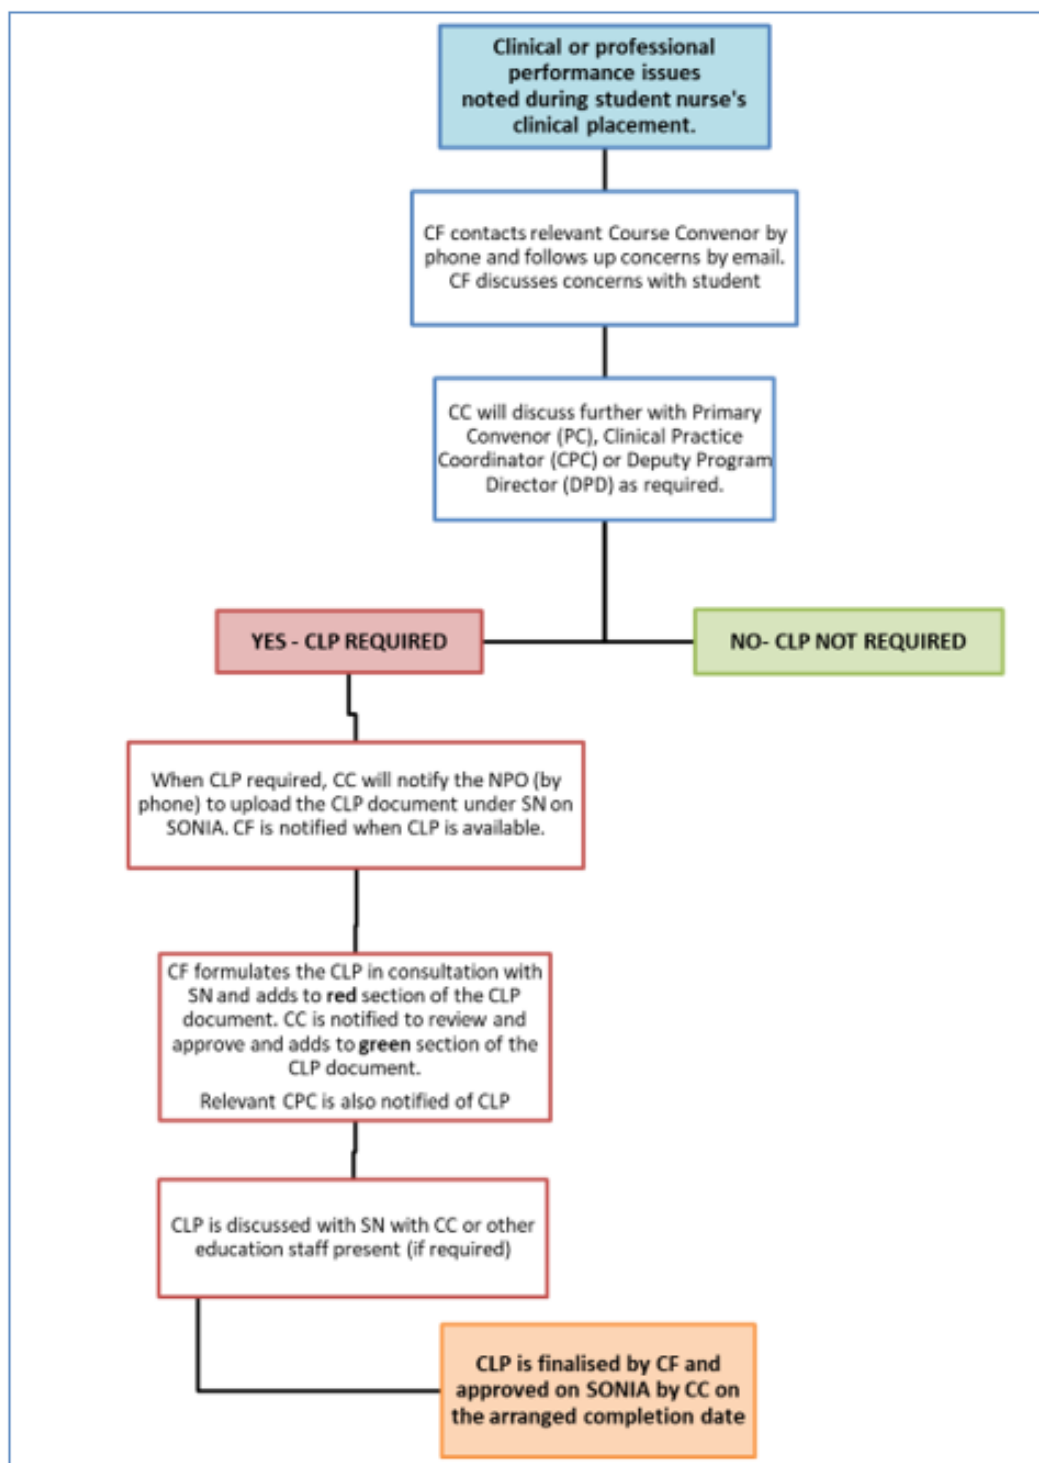 Clinical or professional
performance issues
noted during student nurse's
clinical placement.
CF contacts relevant Course Convenor by
phone and follows up concerns by email.
CF discusses concerns with student
CC will discuss further with Primary
Convenor (PC), Clinical Practice
Coordinator (CPC) or Deputy Program
Director (DPD) as required.
YES - CLP REQUIRED
NO- CLP NOT REQUIRED
When CLP required, CC will notify the NPO (by
phone) to upload the CLP document under SN on
SONIA. CF is notified when CLP is available.
CF formulates the CLP in consultation with
SN and adds to red section of the CLP
document. CC is notified to review and
approve and adds to green section of the
CLP document.
Relevant CPC is also notified of CLP
CLP is discussed with SN with CC or other
education staff present (if required)
CLP is finalised by CF and
approved on SONIA by CC on
the arranged completion date